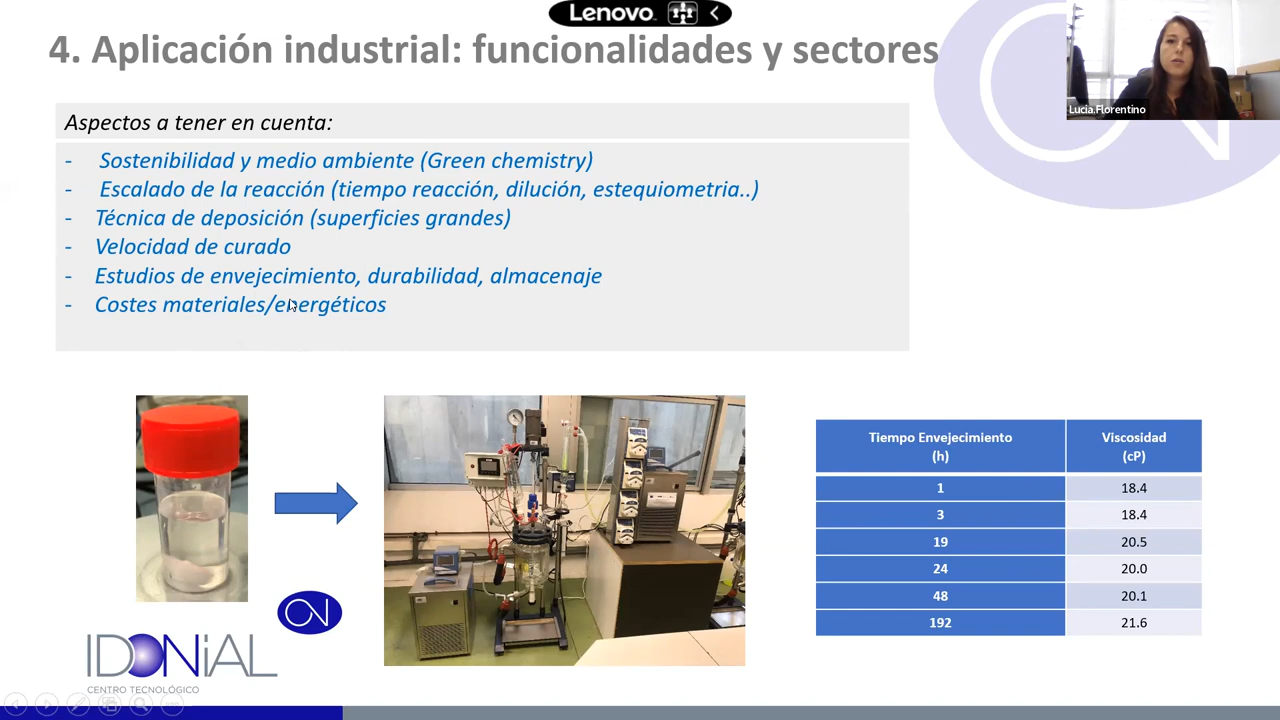 Lenovo
4. Aplicación industrial: funcionalidades y sectores
Lucia.Florentino
Aspectos a tener en cuenta:
- Sostenibilidad y medio ambiente (Green chemistry)
- Escalado de la reacción (tiempo reacción, dilución, estequiometria..)
- Técnica de deposición (superficies grandes)
- Velocidad de curado
- Estudios de envejecimiento, durabilidad, almacenaje
- Costes materiales/energéticos
Tiempo Envejecimiento (h) Viscosidad (cP)
1 18.4
3 18.4
19 20.5
24 20.0
48 20.1
192 21.6
IDONiAL
CENTRO TECNOLÓGICO